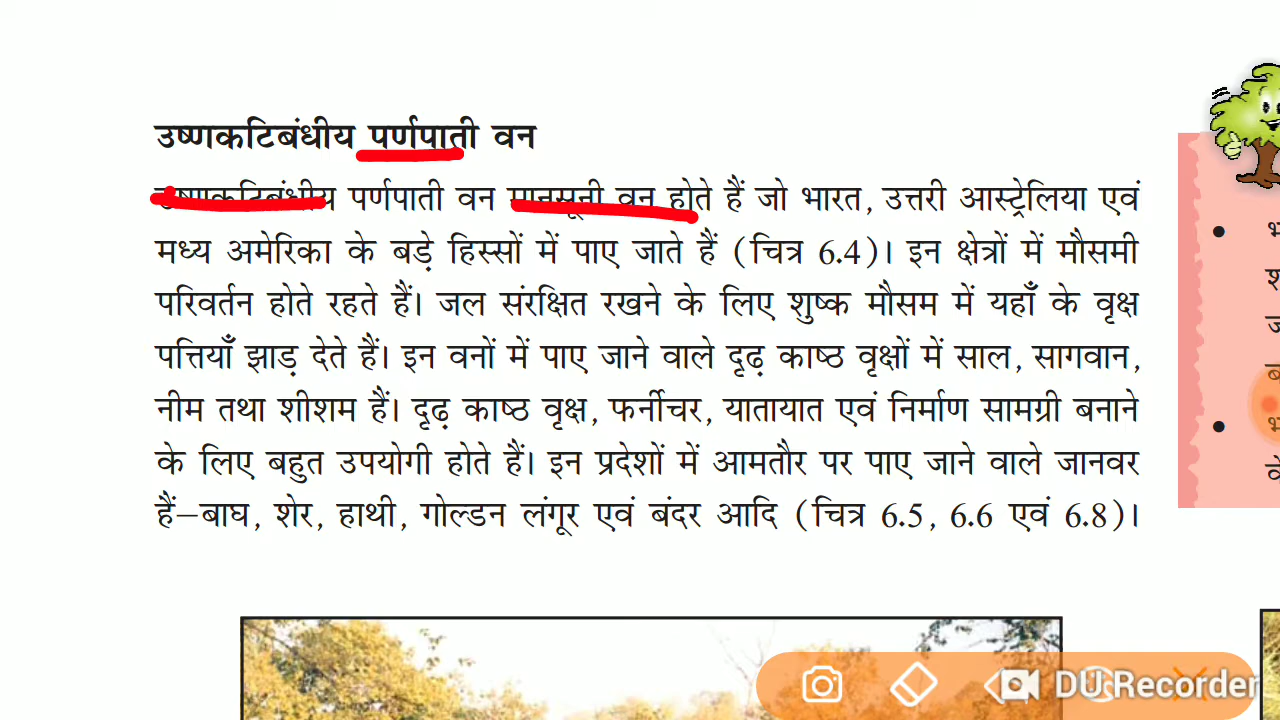 उष्णकटिबंधीय पर्णपाती वन
उष्णकटिबंधीय पर्णपाती वन मानसूनी वन होते हैं जो भारत, उत्तरी आस्ट्रेलिया एवं
मध्य अमेरिका के बड़े हिस्सों में पाए जाते हैं (चित्र 6.4)। इन क्षेत्रों में मौसमी
परिवर्तन होते रहते हैं। जल संरक्षित रखने के लिए शुष्क मौसम में यहाँ के वृक्ष
पत्तियाँ झाड़ देते हैं। इन वनों में पाए जाने वाले दृढ़ काष्ठ वृक्षों में साल, सागवान,
नीम तथा शीशम हैं। दृढ़ काष्ठ वृक्ष, फर्नीचर, यातायात एवं निर्माण सामग्री बनाने
के लिए बहुत उपयोगी होते हैं। इन प्रदेशों में आमतौर पर पाए जाने वाले जानवर
हैं–बाघ, शेर, हाथी, गोल्डन लंगूर एवं बंदर आदि (चित्र 6.5, 6.6 एवं 6.8)।
DU Recorder